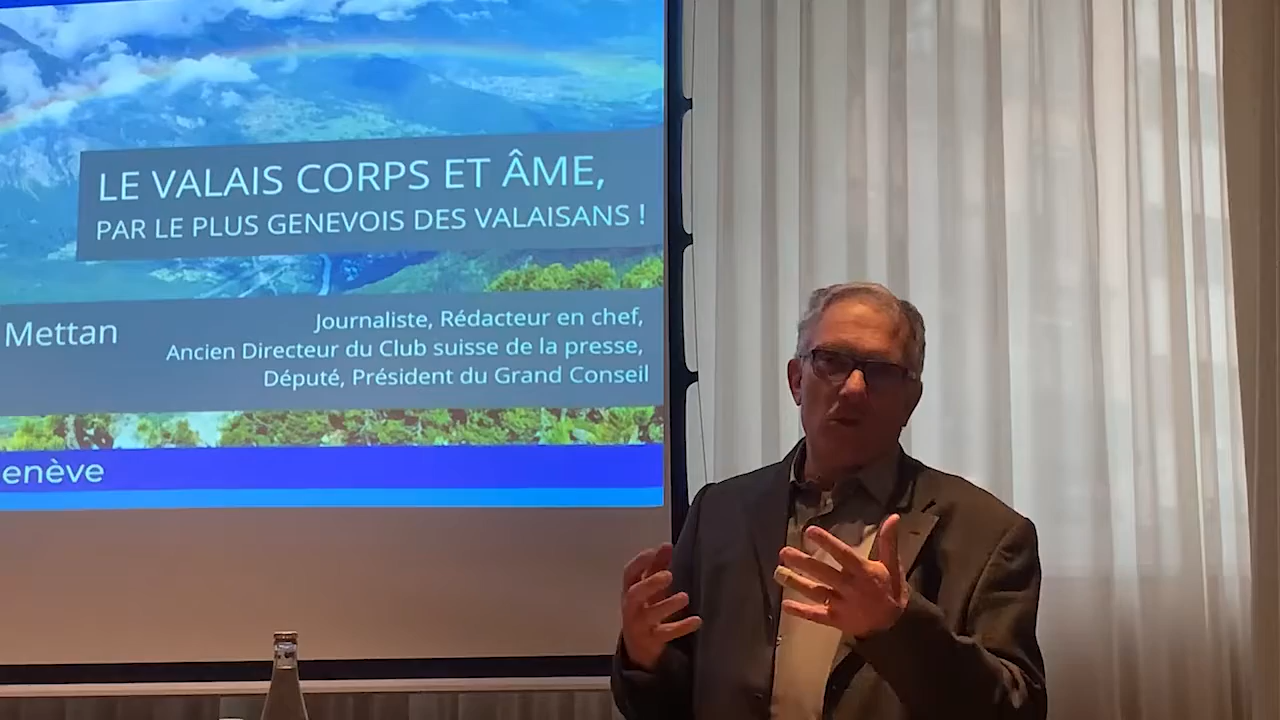 LE VALAIS CORPS ET ÂME,
PAR LE PLUS GENEVOIS DES VALAISANS !
Mettan
Journaliste, Rédacteur en chef,
Ancien Directeur du Club suisse de la presse,
Député, Président du Grand Conseil
enève